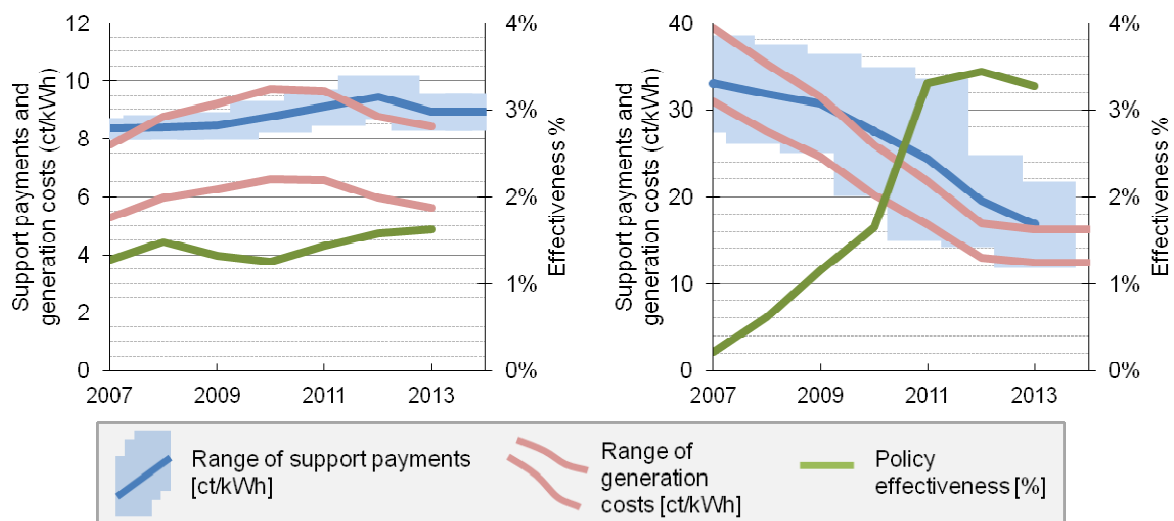 Support payments and
generation costs (ct/kWh)
12
10
8
6
4
2
0
4%
3%
2%
1%
0%
Effectiveness %
2007
2009
2011
2013
Support payments and
generation costs (ct/kWh)
40
30
20
10
0
4%
3%
2%
1%
0%
Effectiveness %
2007
2009
2011
2013
Range of support payments
[ct/kWh]
Range of
generation
costs [ct/kWh]
Policy
effectiveness [%]